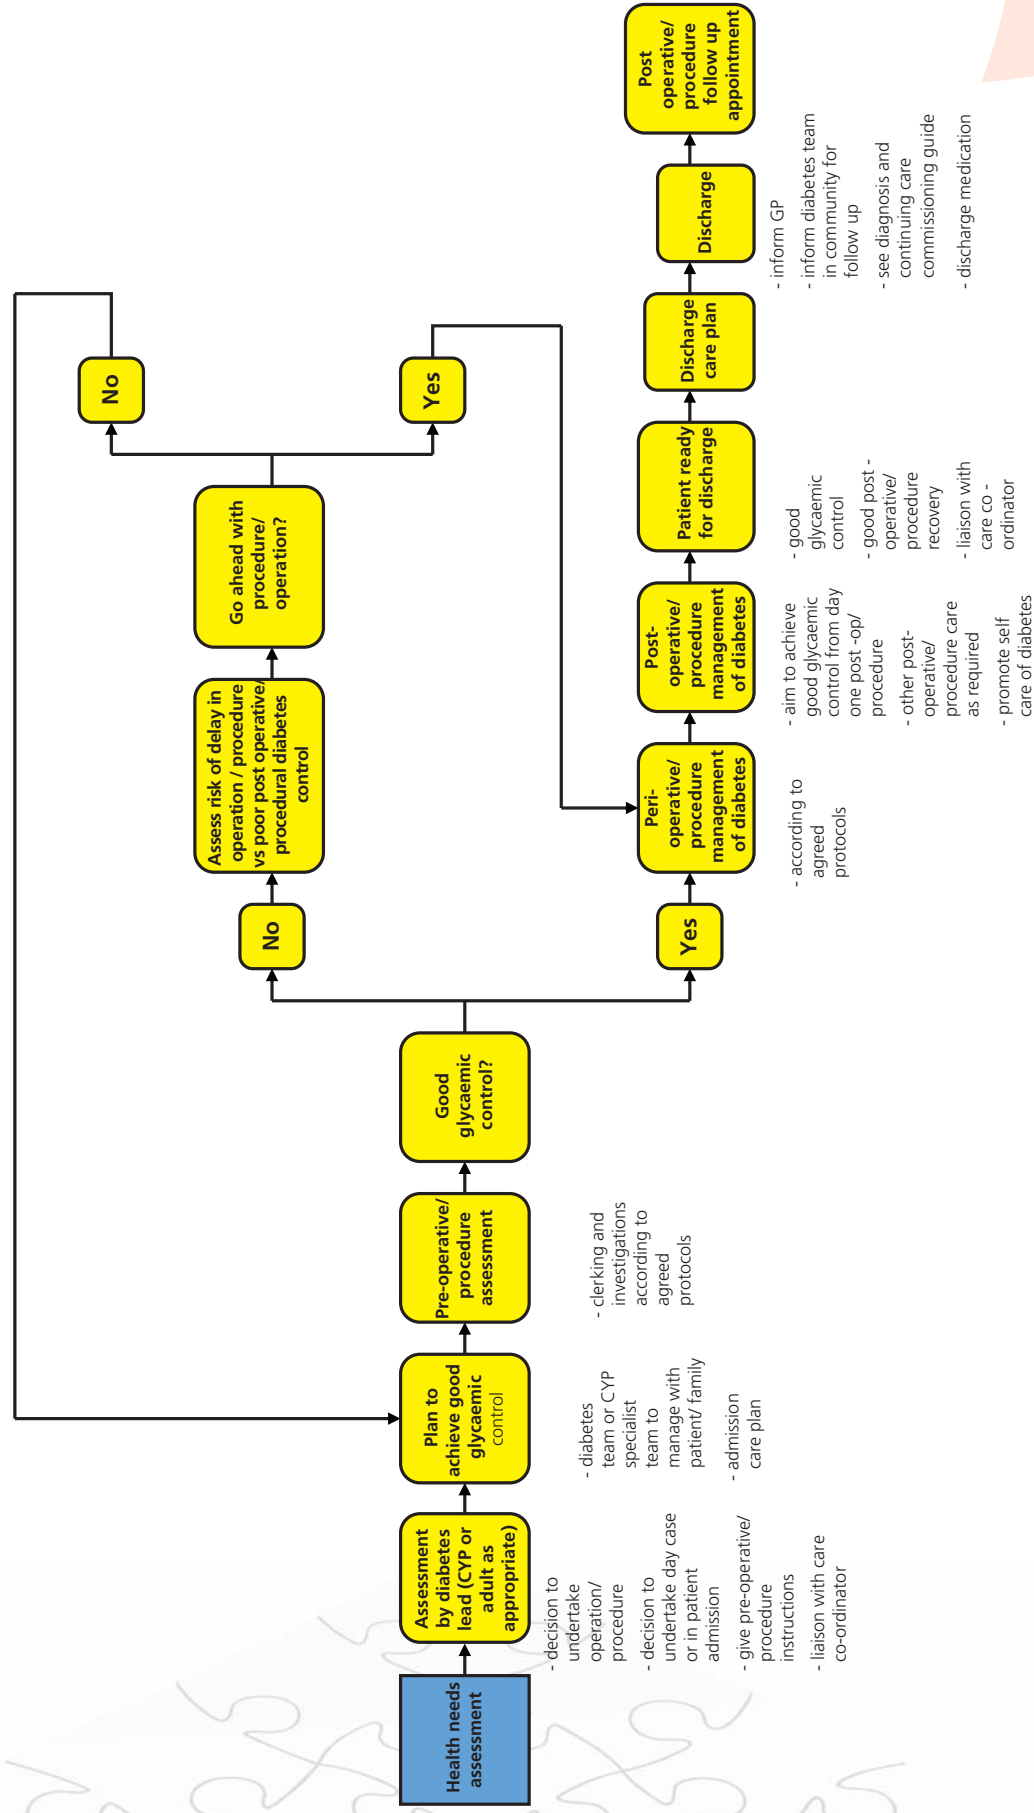 Health needs
assessment
Assessment
by diabetes
lead (CYP or
adult as
appropriate)
- decision to
undertake
operation/
procedure
- decision to
undertake day case
or in patient
admission
- give pre-operative/
procedure
instructions
- liaison with care
co-ordinator
Plan to
achieve good
glycaemic
control
- diabetes
team or CYP
specialist
team to
manage with
patient/ family
- admission
care plan
Pre-operative/
procedure
assessment
- clerking and
investigations
according to
agreed
protocols
Good
glycaemic
control?
No
Yes
Assess risk of delay in
operation / procedure
vs poor post operative/
procedural diabetes
control
Go ahead with
procedure/
operation?
No
Yes
Peri-
operative/
procedure
management
of diabetes
- according to
agreed
protocols
Post-
operative/
procedure
management
of diabetes
- aim to achieve
good glycaemic
control from day
one post -op/
procedure
- other post-
operative/
procedure care
as required
- promote self
care of diabetes
Patient ready
for discharge
- good
glycaemic
control
- good post -
operative/
procedure
recovery
- liaison with
care co -
ordinator
Discharge
care plan
Discharge
- inform GP
- inform diabetes team
in community for
follow up
- see diagnosis and
continuing care
commissioning guide
- discharge medication
Post
operative/
procedure
follow up
appointment